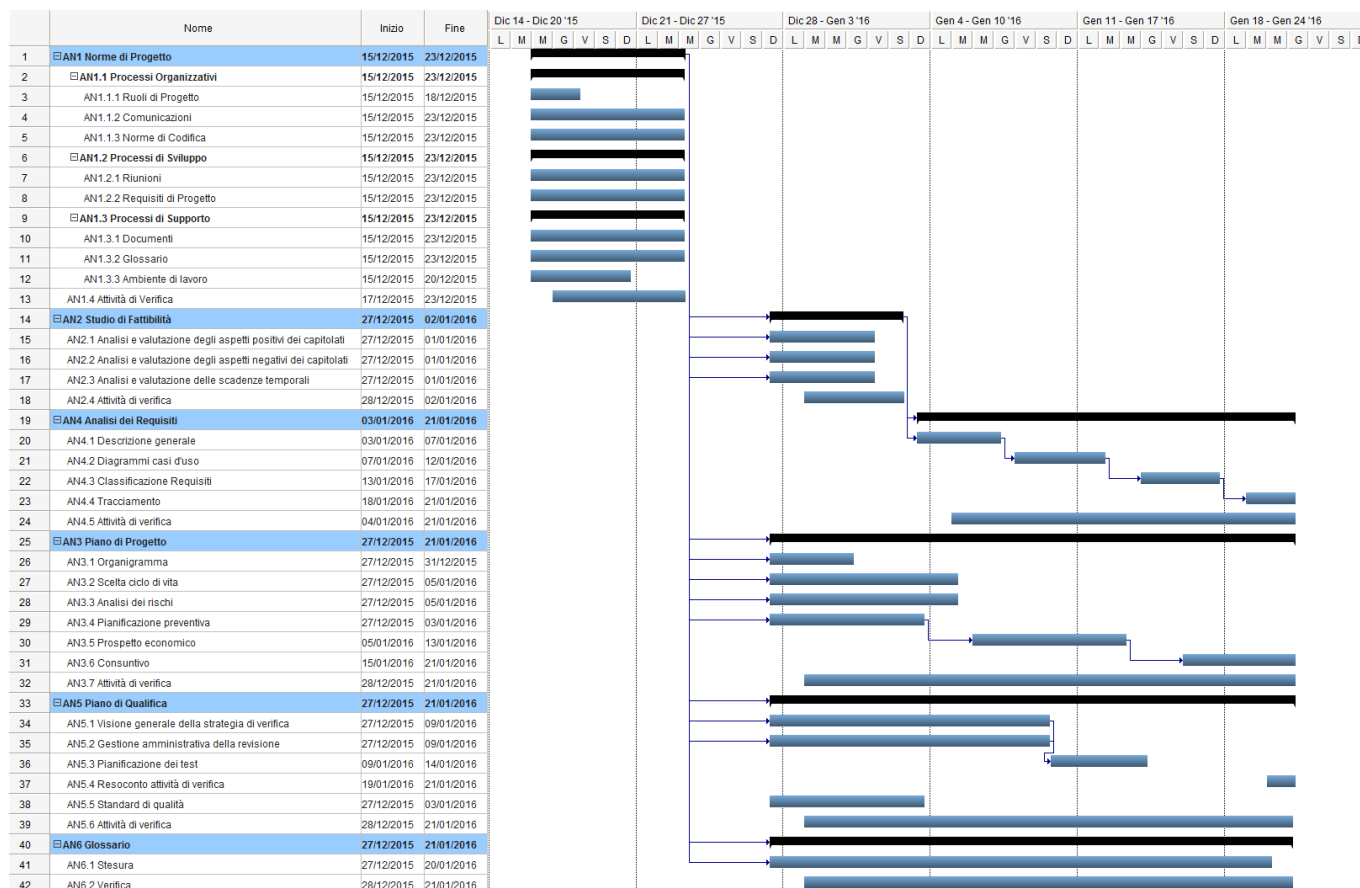 Nome Inizio Fine Dic 14 - Dic 20 '15 Dic 21 - Dic 27 '15 Dic 28 - Gen 3 '16 Gen 4 - Gen 10 '16 Gen 11 - Gen 17 '16 Gen 18 - Gen 24 '16
L M M G V S D L M M G V S D L M M G V S D L M M G V S D L M M G V S D L M M G V S D
1 AN1 Norme di Progetto 15/12/2015 23/12/2015
2 AN1.1 Processi Organizzativi 15/12/2015 23/12/2015
3 AN1.1.1 Ruoli di Progetto 15/12/2015 18/12/2015
4 AN1.1.2 Comunicazioni 15/12/2015 23/12/2015
5 AN1.1.3 Norme di Codifica 15/12/2015 23/12/2015
6 AN1.2 Processi di Sviluppo 15/12/2015 23/12/2015
7 AN1.2.1 Riunioni 15/12/2015 23/12/2015
8 AN1.2.2 Requisiti di Progetto 15/12/2015 23/12/2015
9 AN1.3 Processi di Supporto 15/12/2015 23/12/2015
10 AN1.3.1 Documenti 15/12/2015 23/12/2015
11 AN1.3.2 Glossario 15/12/2015 23/12/2015
12 AN1.3.3 Ambiente di lavoro 15/12/2015 20/12/2015
13 AN1.4 Attività di Verifica 17/12/2015 23/12/2015
14 AN2 Studio di Fattibilità 27/12/2015 02/01/2016
15 AN2.1 Analisi e valutazione degli aspetti positivi dei capitolati 27/12/2015 01/01/2016
16 AN2.2 Analisi e valutazione degli aspetti negativi dei capitolati 27/12/2015 01/01/2016
17 AN2.3 Analisi e valutazione delle scadenze temporali 27/12/2015 01/01/2016
18 AN2.4 Attività di verifica 28/12/2015 02/01/2016
19 AN4 Analisi dei Requisiti 03/01/2016 21/01/2016
20 AN4.1 Descrizione generale 03/01/2016 07/01/2016
21 AN4.2 Diagrammi casi d'uso 07/01/2016 12/01/2016
22 AN4.3 Classificazione Requisiti 13/01/2016 17/01/2016
23 AN4.4 Tracciamento 18/01/2016 21/01/2016
24 AN4.5 Attività di verifica 04/01/2016 21/01/2016
25 AN3 Piano di Progetto 27/12/2015 21/01/2016
26 AN3.1 Organigramma 27/12/2015 31/12/2015
27 AN3.2 Scelta ciclo di vita 27/12/2015 05/01/2016
28 AN3.3 Analisi dei rischi 27/12/2015 05/01/2016
29 AN3.4 Pianificazione preventiva 27/12/2015 03/01/2016
30 AN3.5 Prospetto economico 05/01/2016 13/01/2016
31 AN3.6 Consuntivo 15/01/2016 21/01/2016
32 AN3.7 Attività di verifica 28/12/2015 21/01/2016
33 AN5 Piano di Qualifica 27/12/2015 21/01/2016
34 AN5.1 Visione generale della strategia di verifica 27/12/2015 09/01/2016
35 AN5.2 Gestione amministrativa della revisione 27/12/2015 09/01/2016
36 AN5.3 Pianificazione dei test 09/01/2016 14/01/2016
37 AN5.4 Resoconto attività di verifica 19/01/2016 21/01/2016
38 AN5.5 Standard di qualità 27/12/2015 03/01/2016
39 AN5.6 Attività di verifica 28/12/2015 21/01/2016
40 AN6 Glossario 27/12/2015 21/01/2016
41 AN6.1 Stesura 27/12/2015 20/01/2016
42 AN6.2 Verifica 28/12/2015 21/01/2016